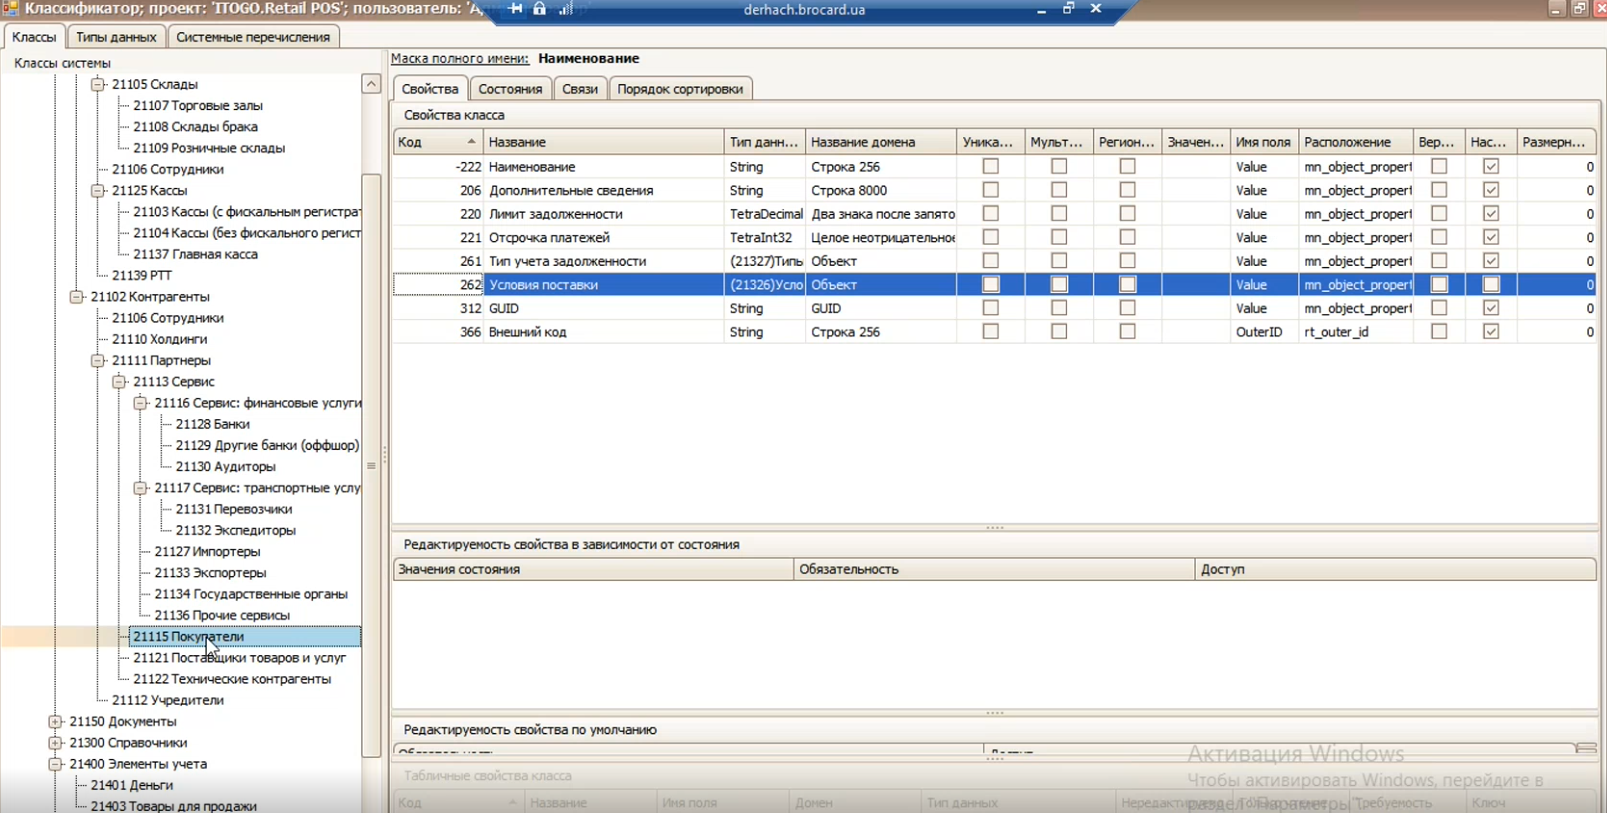 Классификатор; проект: 'ITOGO.Retail POS'; пользователь:
derhach.brocard.ua
Классы Типы данных Системные перечисления
Классы системы
21105 Склады
21107 Торговые залы
21108 Склады брака
21109 Розничные склады
21106 Сотрудники
21125 Кассы
21103 Кассы (с фискальным регистрат
21104 Кассы (без фискального регист
21137 Главная касса
21139 РТТ
21102 Контрагенты
21106 Сотрудники
21110 Холдинги
21111 Партнеры
21113 Сервис
21116 Сервис: финансовые услуги
21128 Банки
21129 Другие банки (оффшор)
21130 Аудиторы
21117 Сервис: транспортные услу
21131 Перевозчики
21132 Экспедиторы
21127 Импортеры
21133 Экспортеры
21134 Государственные органы
21136 Прочие сервисы
21115 Покупатели
21121 Поставщики товаров и услуг
21122 Технические контрагенты
21112 Учредители
21150 Документы
21300 Справочники
21400 Элементы учета
21401 Деньги
21403 Товары для продажи
Маска полного имени: Наименование
Свойства Состояния Связи Порядок сортировки
Свойства класса
Код Название Тип данн... Название домена Уника... Мульт... Регион... Значен... Имя поля Расположение Вер... Нас... Размерн...
-222 Наименование String Строка 256 Value mn_object_propert 0
206 Дополнительные сведения String Строка 8000 Value mn_object_propert 0
220 Лимит задолженности TetraDecimal Два знака после запято Value mn_object_propert 0
221 Отсрочка платежей TetraInt32 Целое неотрицательное Value mn_object_propert 0
261 Тип учета задолженности (21327)Типы Объект Value mn_object_propert 0
262 Условия поставки (21326)Усло Объект Value mn_object_propert 0
312 GUID String GUID Value mn_object_propert 0
366 Внешний код String Строка 256 OuterID rt_outer_id 0
Редактируемость свойства в зависимости от состояния
Значения состояния Обязательность Доступ
Редактируемость свойства по умолчанию
Обязательность Доступ
Табличные свойства класса
Код Название Имя поля Домен Тип данных Требуемость Ключ
Активация Windows
Чтобы активировать Windows, перейдите в
раздел "Параметры".